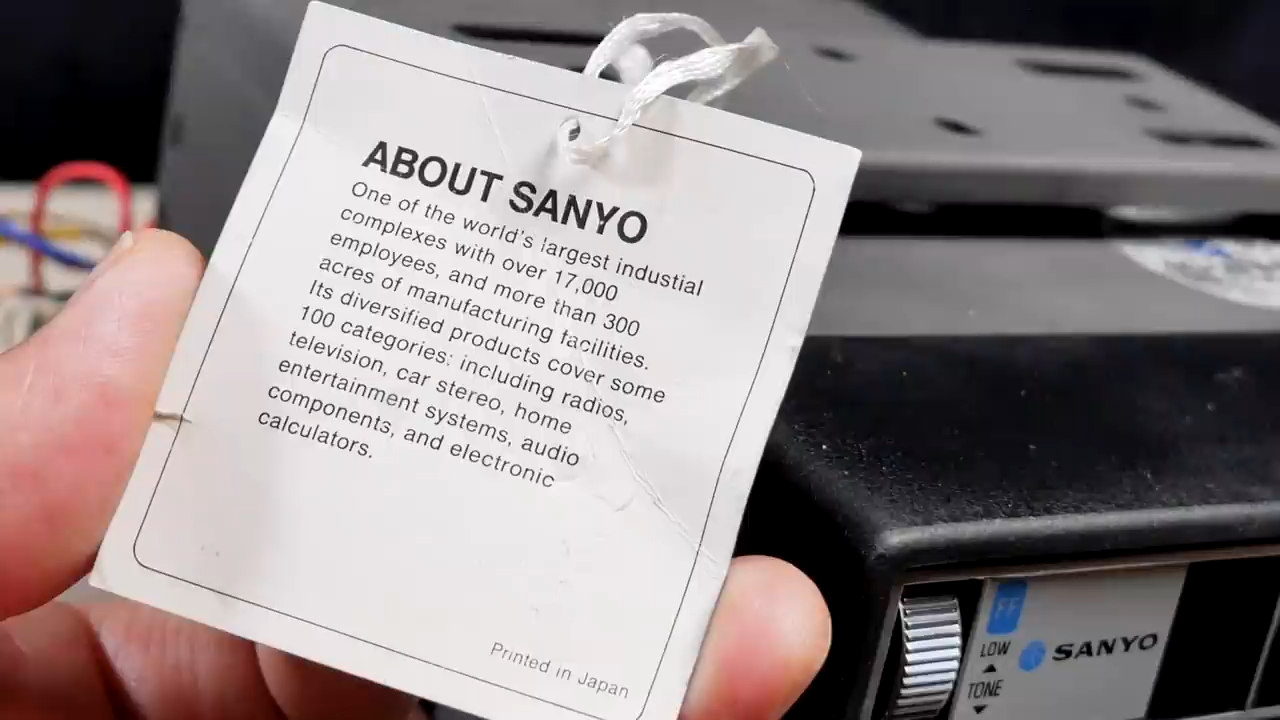 ABOUT SANYO
One of the world's largest industial
complexes with over 17,000
employees, and more than 300
acres of manufacturing facilities.
Its diversified products cover some
100 categories: including radios,
television, car stereo, home
entertainment systems, audio
components, and electronic
calculators.
Printed in Japan
FF
LOW
TONE
SANYO